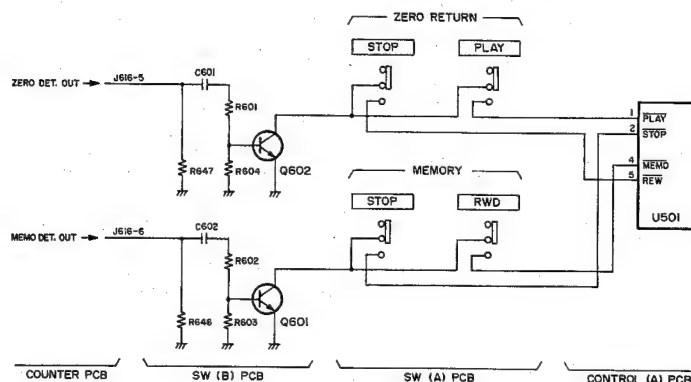 ZERO RETURN
STOP
PLAY
ZERO DET. OUT
J616-5
C601
R601
R647
R604
Q602
1
PLAY
2
STOP
4
MEMO
5
REW
U501
MEMORY
STOP
RWD
MEMO DET. OUT
J616-6
C602
R602
R646
R603
Q601
COUNTER PCB
SW (B) PCB
SW (A) PCB
CONTROL (A) PCB